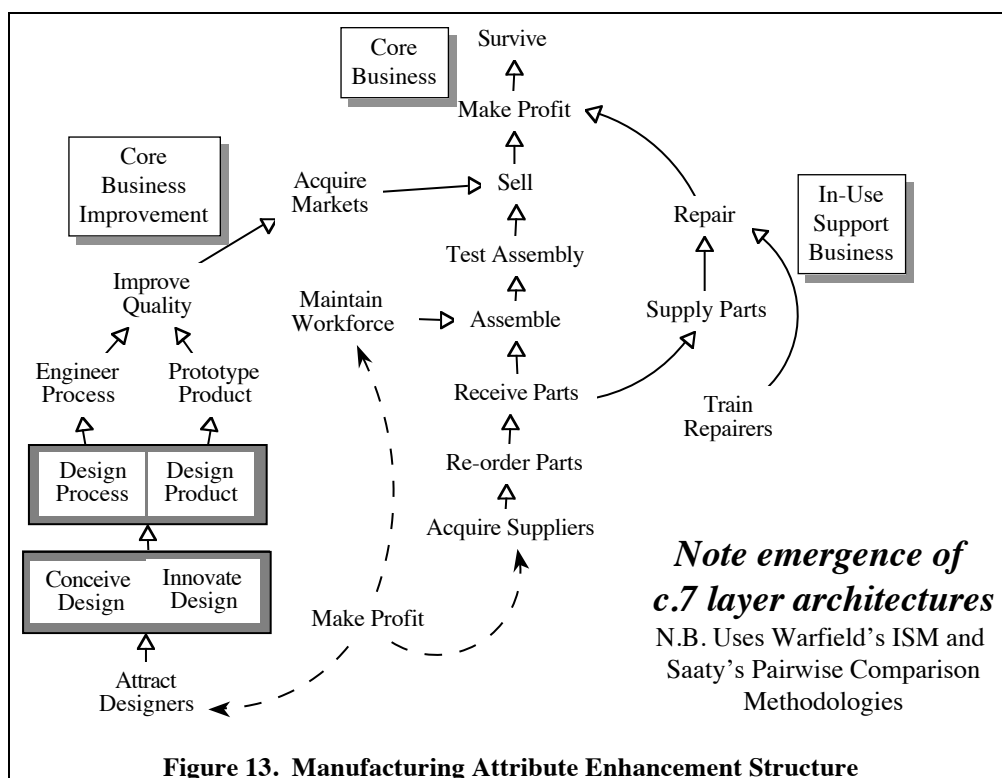 Survive
Core
Business
Make Profit
Core
Business
Improvement
Acquire
Markets
Sell
Repair
In-Use
Support
Business
Test Assembly
Improve
Quality
Maintain
Workforce
Assemble
Supply Parts
Engineer
Process
Prototype
Product
Receive Parts
Train
Repairers
Design
Process
Design
Product
Re-order Parts
Acquire Suppliers
Conceive
Design
Innovate
Design
Make Profit
Attract
Designers
Note emergence of
c.7 layer architectures
N.B. Uses Warfield's ISM and
Saaty's Pairwise Comparison
Methodologies
Figure 13. Manufacturing Attribute Enhancement Structure